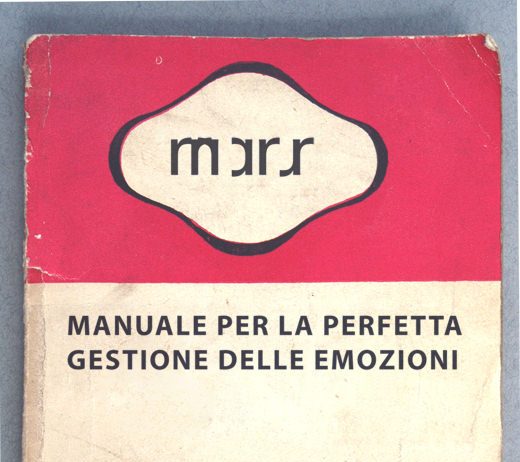 MANUALE PER LA PERFETTA
GESTIONE DELLE EMOZIONI